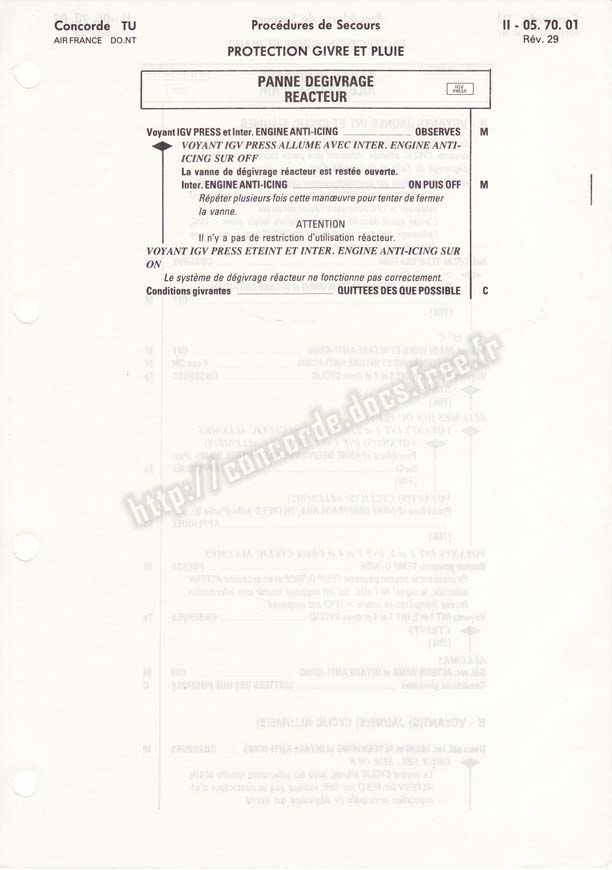 Concorde TU
Procédures de Secours
II - 05. 70. 01
AIR FRANCE DO.NT
Rév. 29
PROTECTION GIVRE ET PLUIE
PANNE DEGIVRAGE
REACTEUR
IGV
PRESS
Voyant IGV PRESS et Inter. ENGINE ANTI-ICING OBSERVES M
VOYANT IGV PRESS ALLUME AVEC INTER. ENGINE ANTI-
ICING SUR OFF
La vanne de dégivrage réacteur est restée ouverte.
Inter. ENGINE ANTI-ICING ON PUIS OFF M
Répéter plusieurs fois cette manœuvre pour tenter de fermer
la vanne.
ATTENTION
Il n'y a pas de restriction d'utilisation réacteur.
VOYANT IGV PRESS ETEINT ET INTER. ENGINE ANTI-ICING SUR
ON
Le système de dégivrage réacteur ne fonctionne pas correctement.
Conditions givrantes QUITTEES DES QUE POSSIBLE C
http://concorde.docs.free.fr